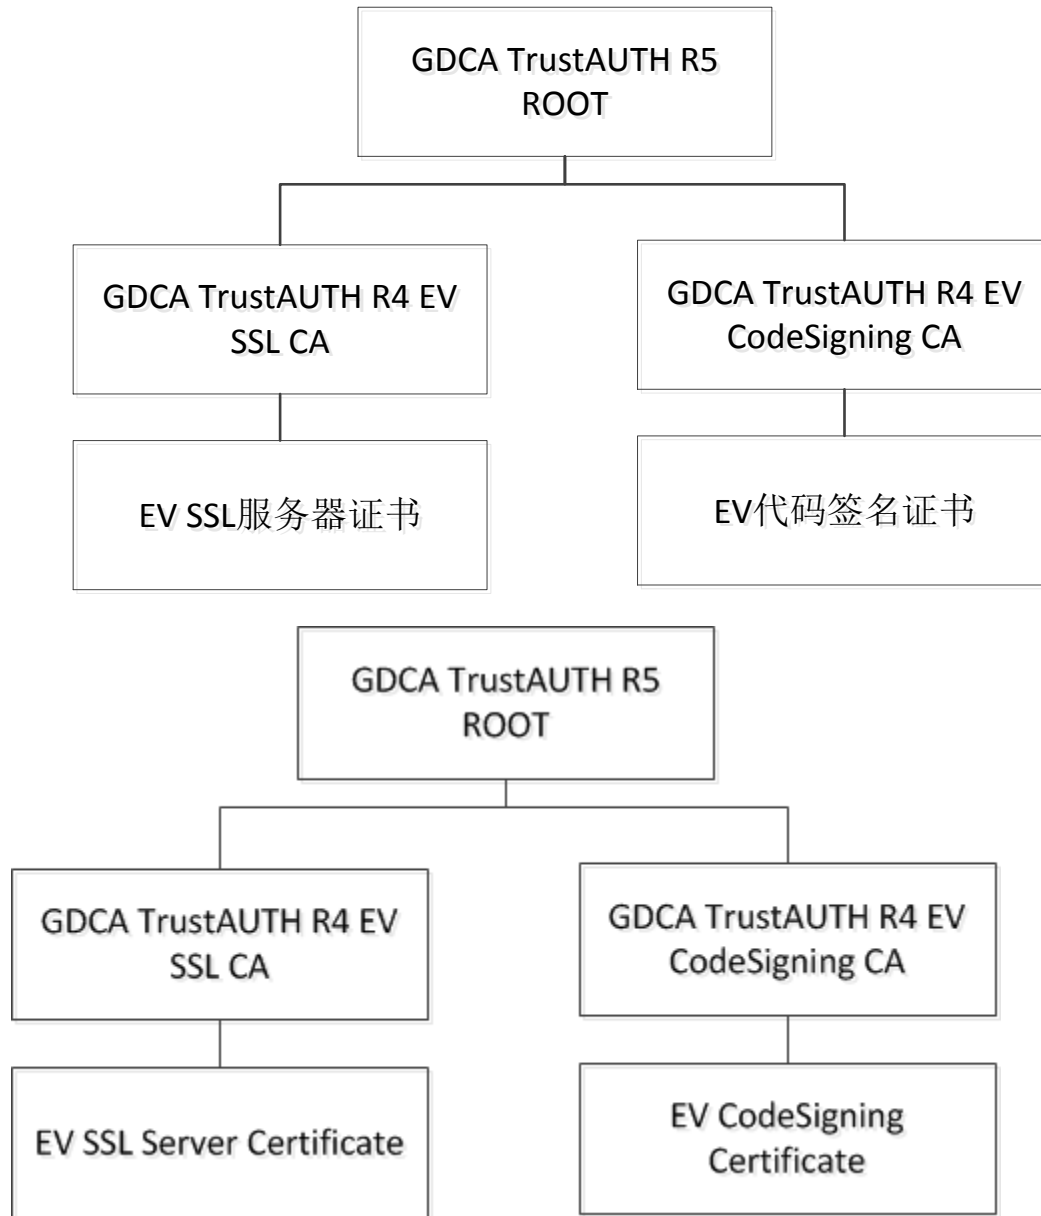 GDCA TrustAUTH R5
ROOT
GDCA TrustAUTH R4 EV
SSL CA
GDCA TrustAUTH R4 EV
CodeSigning CA
EV SSL服务器证书
EV代码签名证书
GDCA TrustAUTH R5
ROOT
GDCA TrustAUTH R4 EV
SSL CA
GDCA TrustAUTH R4 EV
CodeSigning CA
EV SSL Server Certificate
EV CodeSigning
Certificate